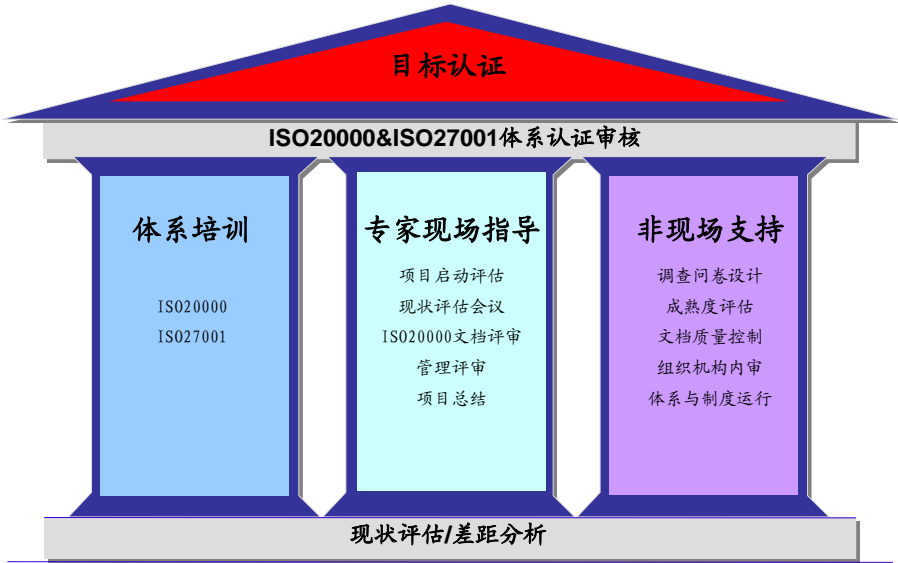 目标认证
ISO20000&ISO27001体系认证审核
体系培训
ISO20000
ISO27001
专家现场指导
项目启动评估
现状评估会议
ISO20000文档评审
管理评审
项目总结
非现场支持
调查问卷设计
成熟度评估
文档质量控制
组织机构内审
体系与制度运行
现状评估/差距分析